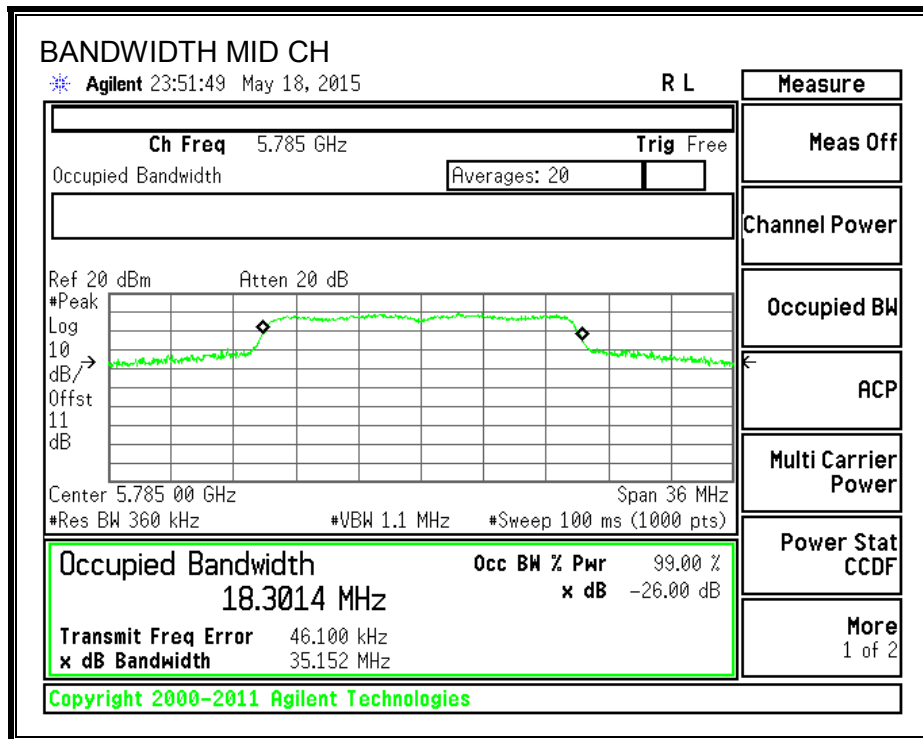 BANDWIDTH MID CH
Agilent 23:51:49 May 18, 2015 R L
Measure
Ch Freq 5.785 GHz Trig Free
Meas Off
Occupied Bandwidth Averages: 20
Channel Power
Ref 20 dBm Atten 20 dB
#Peak
Log
10
dB/
Offst
11
dB
Occupied BW
ACP
Multi Carrier
Power
Center 5.785 00 GHz Span 36 MHz
#Res BW 360 kHz #VBW 1.1 MHz #Sweep 100 ms (1000 pts)
Power Stat
CCDF
Occupied Bandwidth Occ BW % Pwr 99.00 %
18.3014 MHz x dB -26.00 dB
Transmit Freq Error 46.100 kHz
x dB Bandwidth 35.152 MHz
More
1 of 2
Copyright 2000-2011 Agilent Technologies